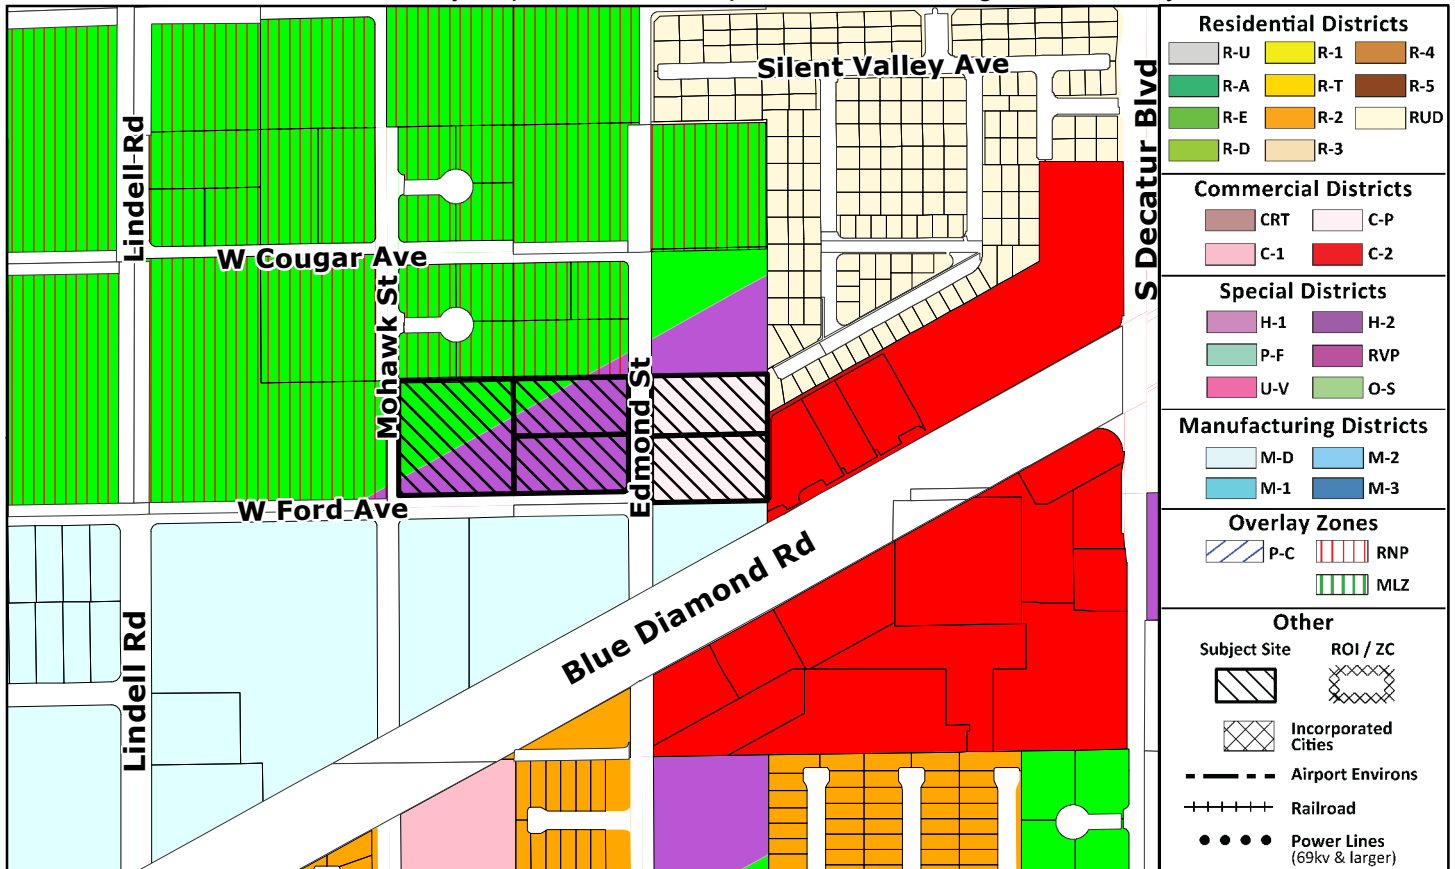 Silent Valley Ave
S Decatur Blvd
Lindell Rd
W Cougar Ave
Mohawk St
Edmond St
W Ford Ave
Blue Diamond Rd
Lindell Rd
Residential Districts
R-U R-1 R-4
R-A R-T R-5
R-E R-2 RUD
R-D R-3
Commercial Districts
CRT C-P
C-1 C-2
Special Districts
H-1 H-2
P-F RVP
U-V O-S
Manufacturing Districts
M-D M-2
M-1 M-3
Overlay Zones
P-C RNP
MLZ
Other
Subject Site ROI / ZC
Incorporated
Cities
Airport Environs
Railroad
Power Lines
(69kv & larger)